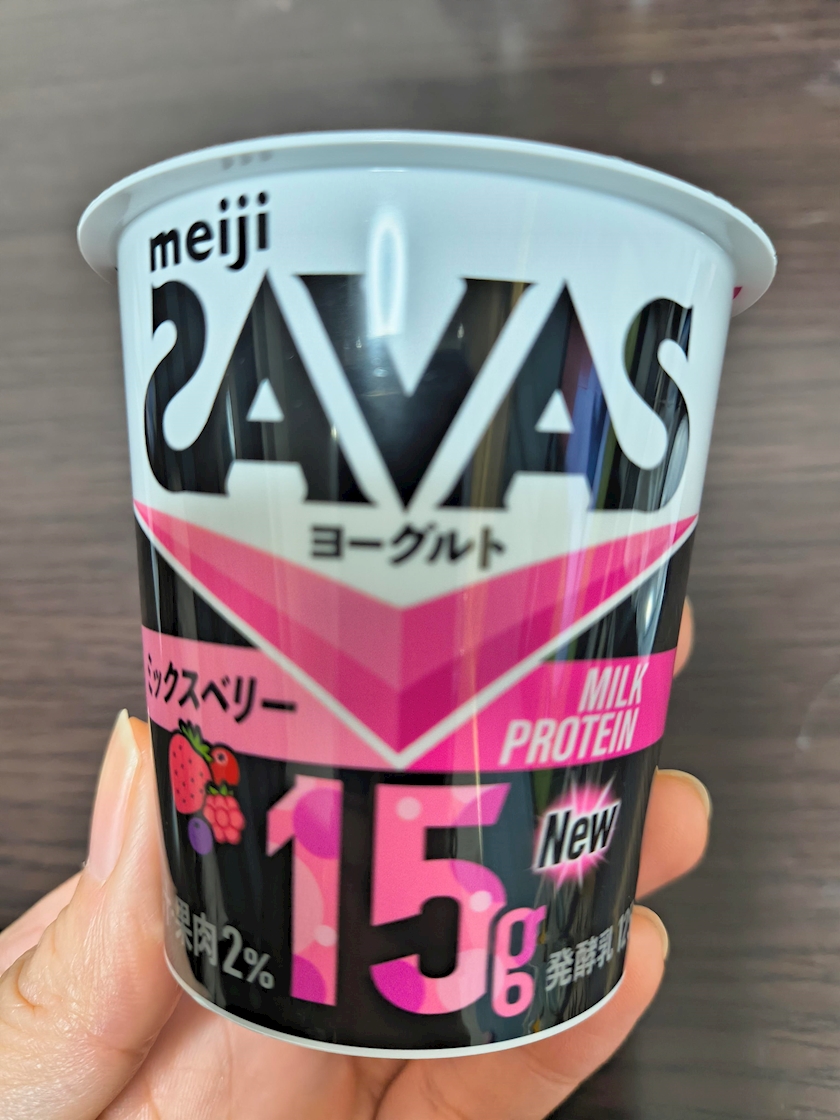 meiji
SAVAS
ヨーグルト
ミックスベリー
MILK
PROTEIN
15g
New
果肉2%
発酵乳